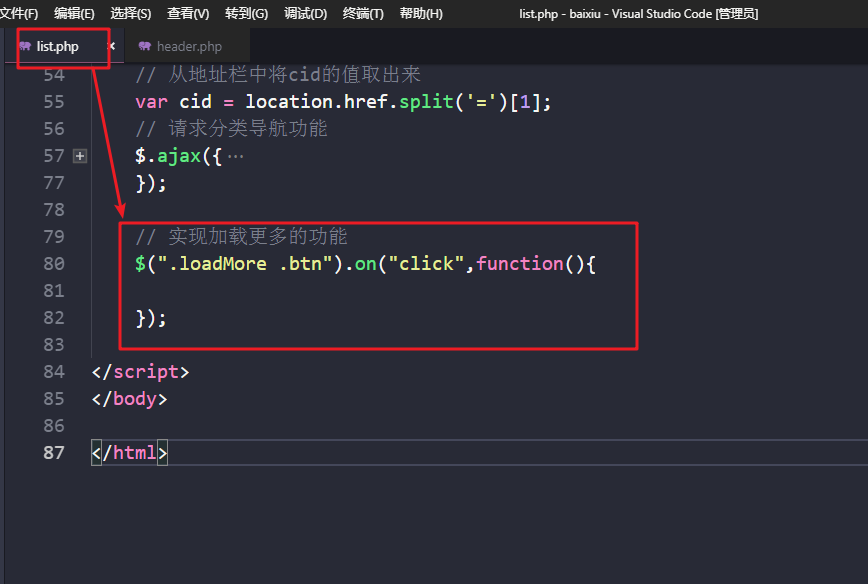 文件(F) 编辑(E) 选择(S) 查看(V) 转到(G) 调试(D) 终端(T) 帮助(H) list.php - baixiu - Visual Studio Code [管理员]
list.php × header.php
54 // 从地址栏中将cid的值取出来
55 var cid = location.href.split('=')[1];
56 // 请求分类导航功能
57 $.ajax({…
77 });
78
79 // 实现加载更多的功能
80 $(".loadMore .btn").on("click",function(){
81
82 });
83
84 </script>
85 </body>
86
87 </html>